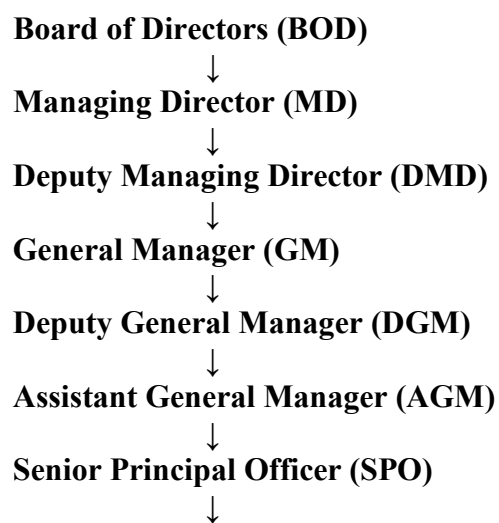 Board of Directors (BOD)
↓
Managing Director (MD)
↓
Deputy Managing Director (DMD)
↓
General Manager (GM)
↓
Deputy General Manager (DGM)
↓
Assistant General Manager (AGM)
↓
Senior Principal Officer (SPO)
↓